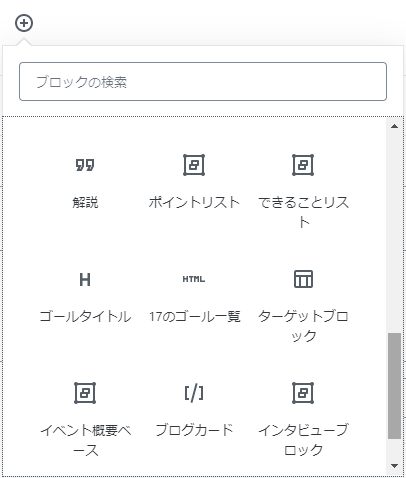 ブロックの検索
解説
ポイントリスト
できることリス
ト
H
ゴールタイトル
HTML
17のゴール一覧
ターゲットブロ
ック
イベント概要ベ
ース
[/]
ブログカード
インタビューブ
ロック